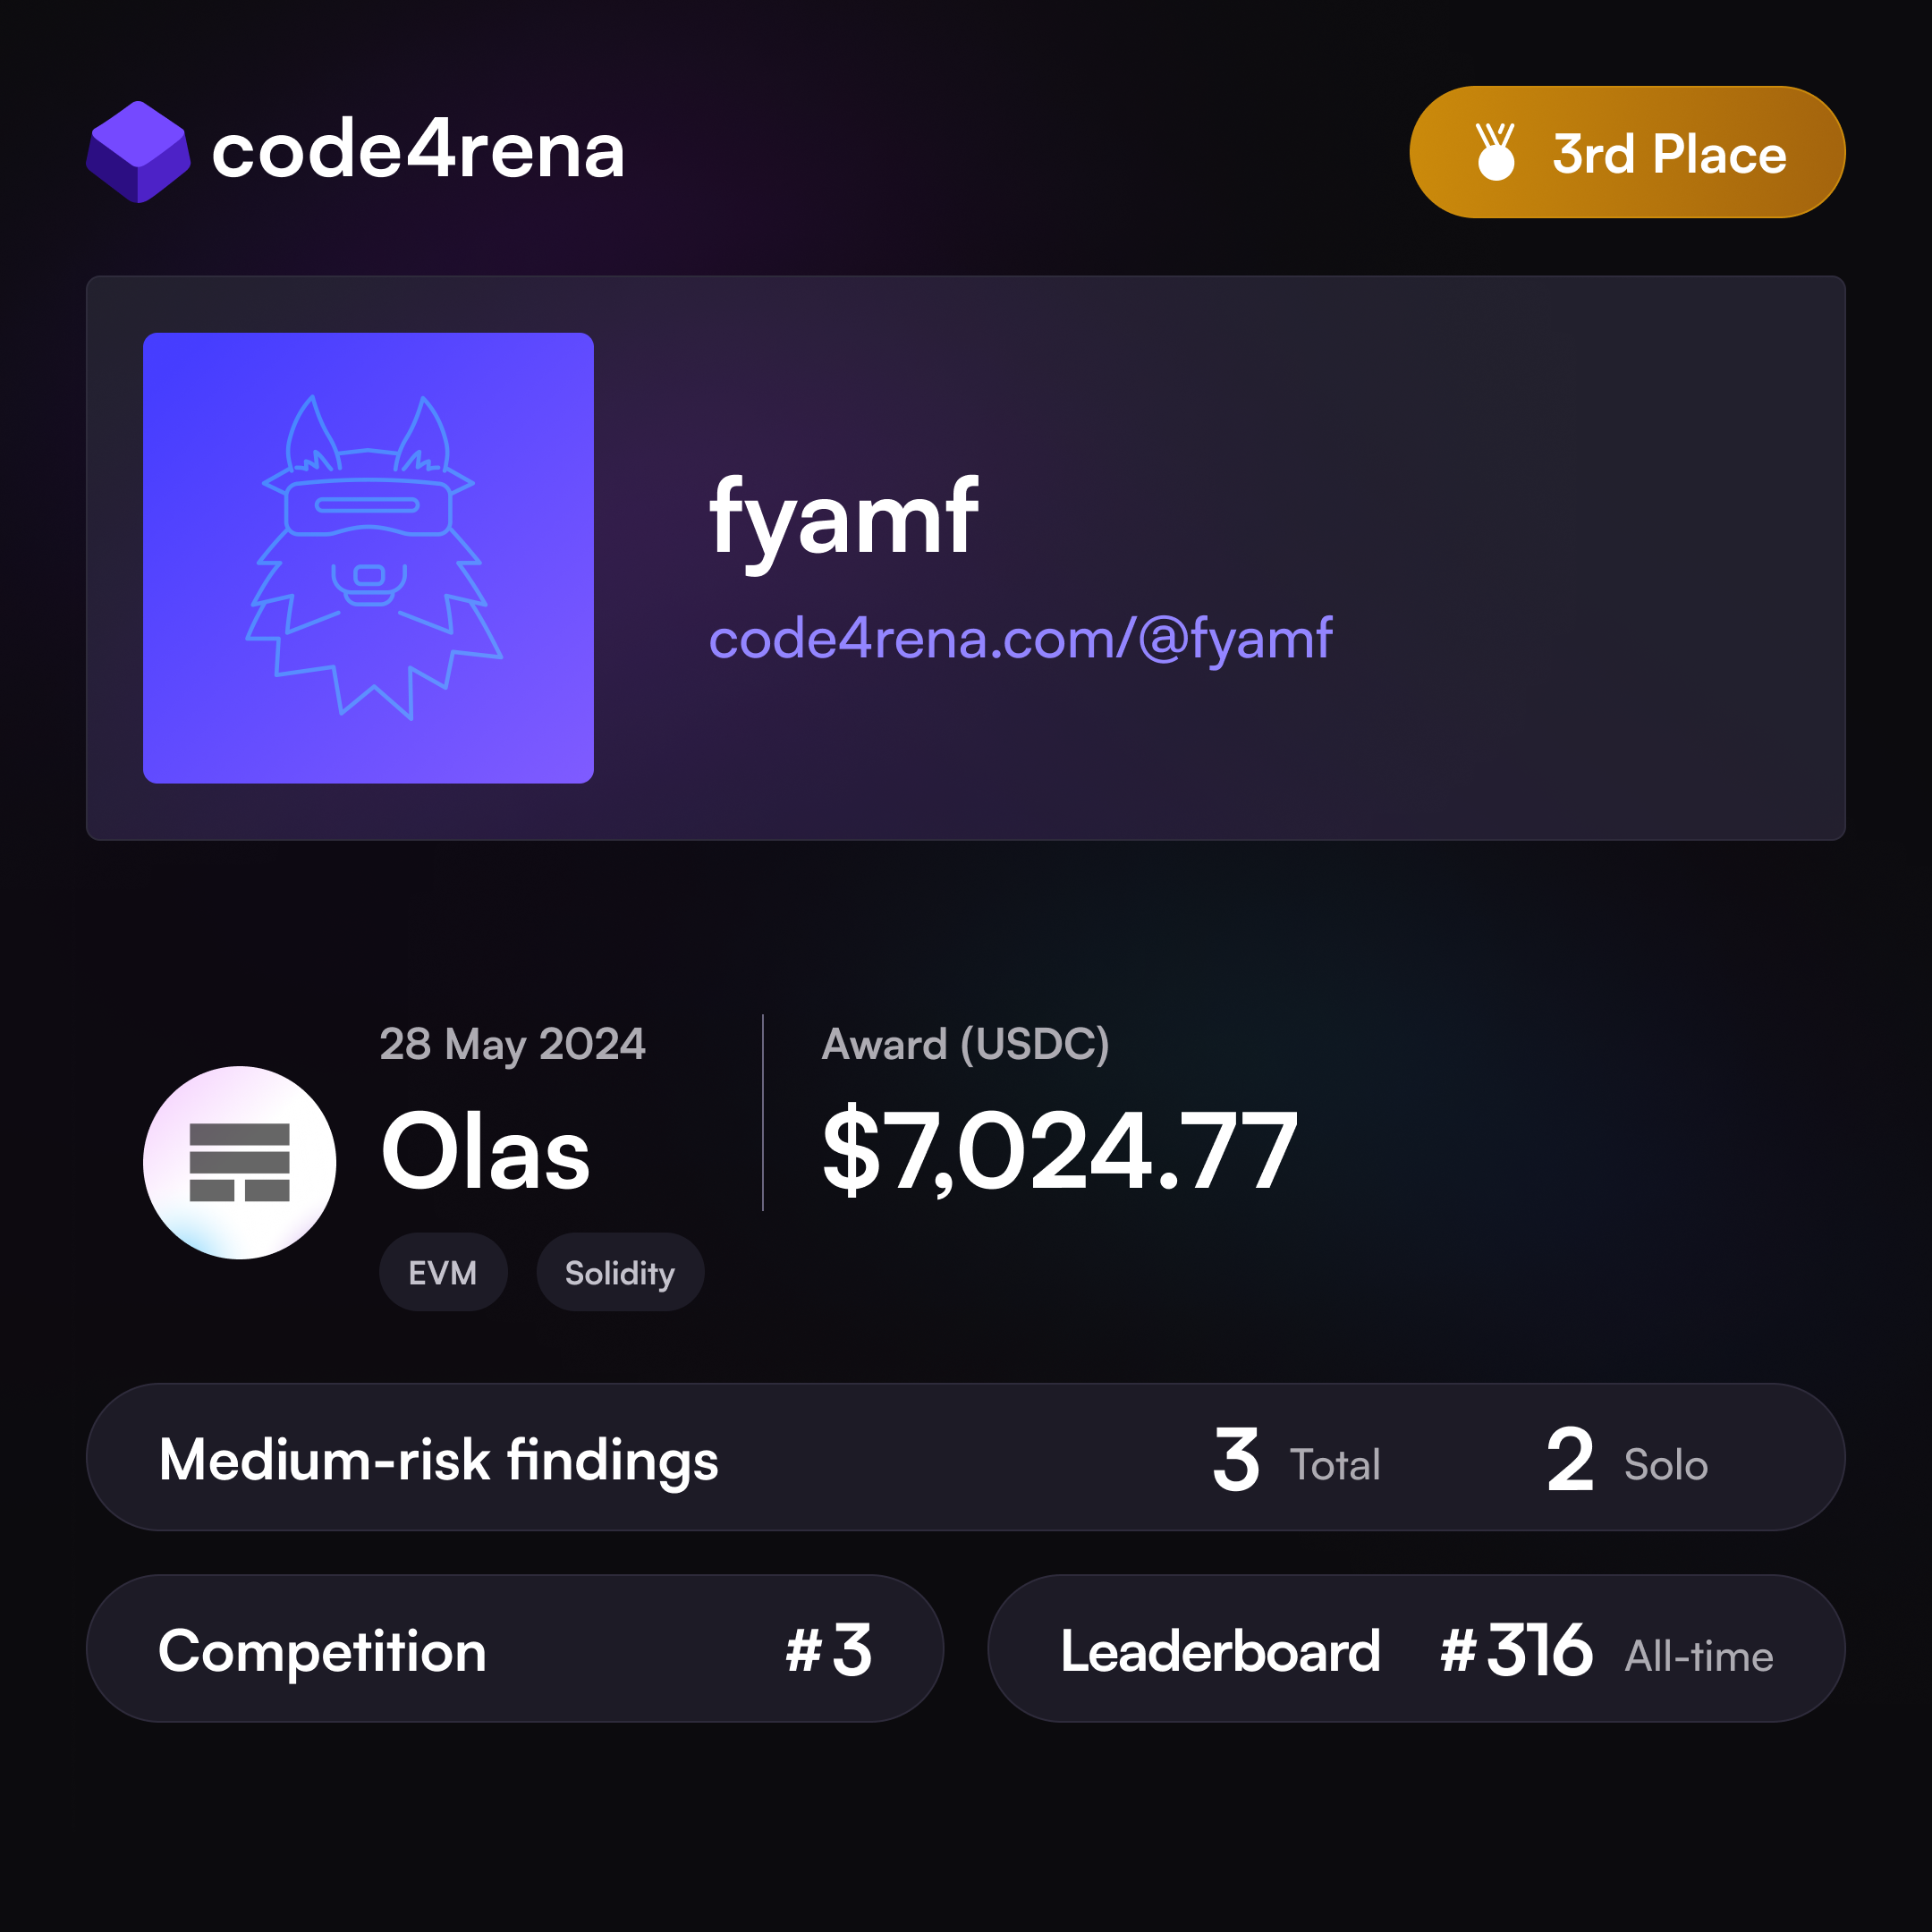 code4rena
3rd Place
fyamf
code4rena.com/@fyamf
28 May 2024
Olas
EVM Solidity
Award (USDC)
$7,024.77
Medium-risk findings 3 Total 2 Solo
Competition #3
Leaderboard #316 All-time